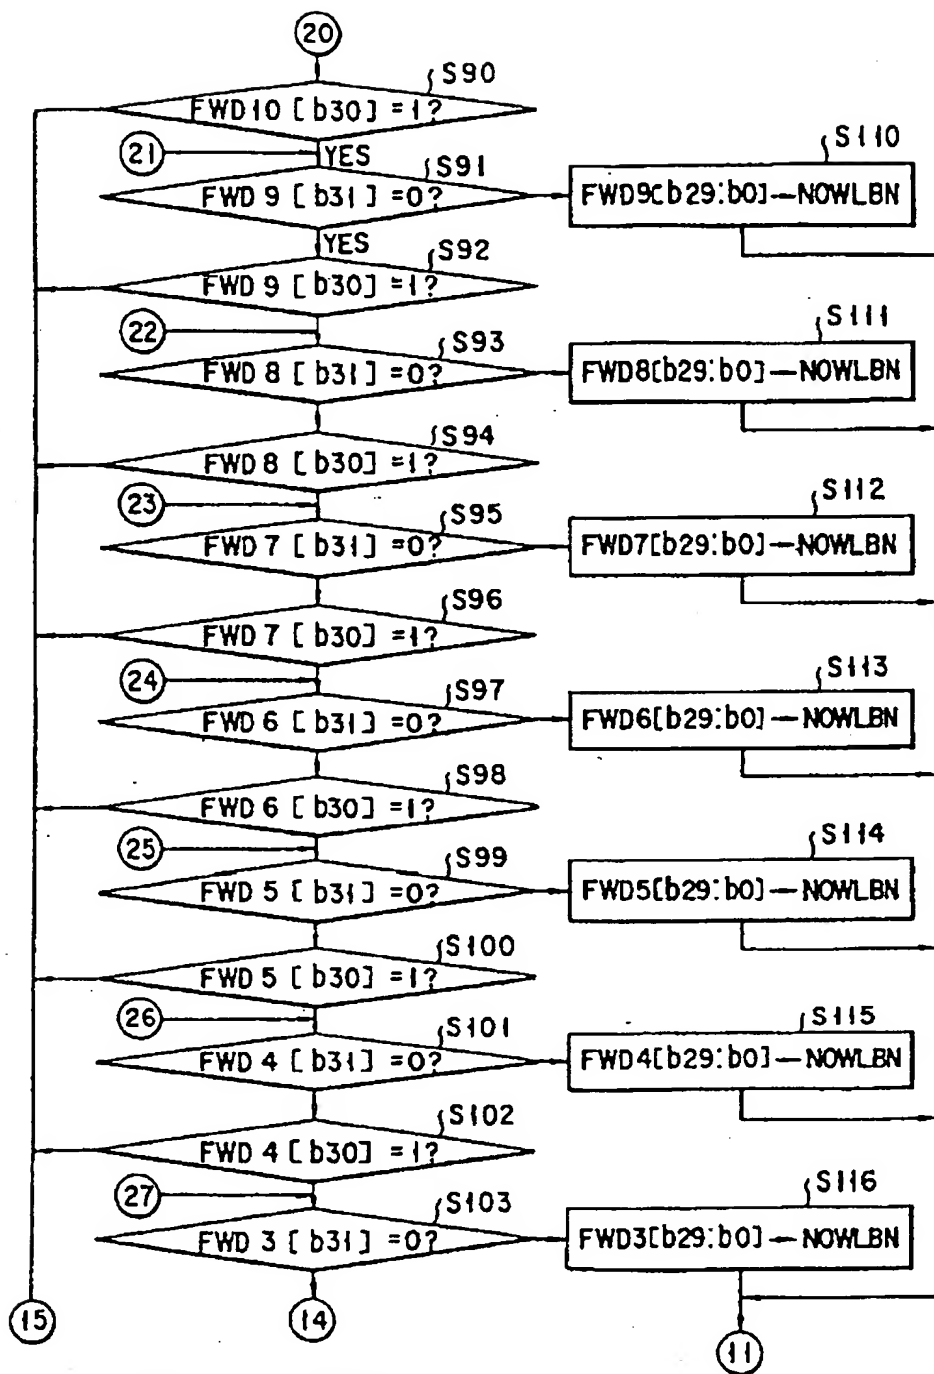 20
S90
FWD10 [b30] =1?
21
YES
S91
S110
FWD 9 [b31] =0?
FWD9[b29:b0]—NOWLBN
YES
S92
FWD 9 [b30] =1?
22
S93
S111
FWD 8 [b31] =0?
FWD8[b29:b0]—NOWLBN
S94
FWD 8 [b30] =1?
23
S95
S112
FWD 7 [b31] =0?
FWD7[b29:b0]—NOWLBN
S96
FWD 7 [b30] =1?
24
S97
S113
FWD 6 [b31] =0?
FWD6[b29:b0]—NOWLBN
S98
FWD 6 [b30] =1?
25
S99
S114
FWD 5 [b31] =0?
FWD5[b29:b0]—NOWLBN
S100
FWD 5 [b30] =1?
26
S101
S115
FWD 4 [b31] =0?
FWD4[b29:b0]—NOWLBN
S102
FWD 4 [b30] =1?
27
S103
S116
FWD 3 [b31] =0?
FWD3[b29:b0]—NOWLBN
15
14
11